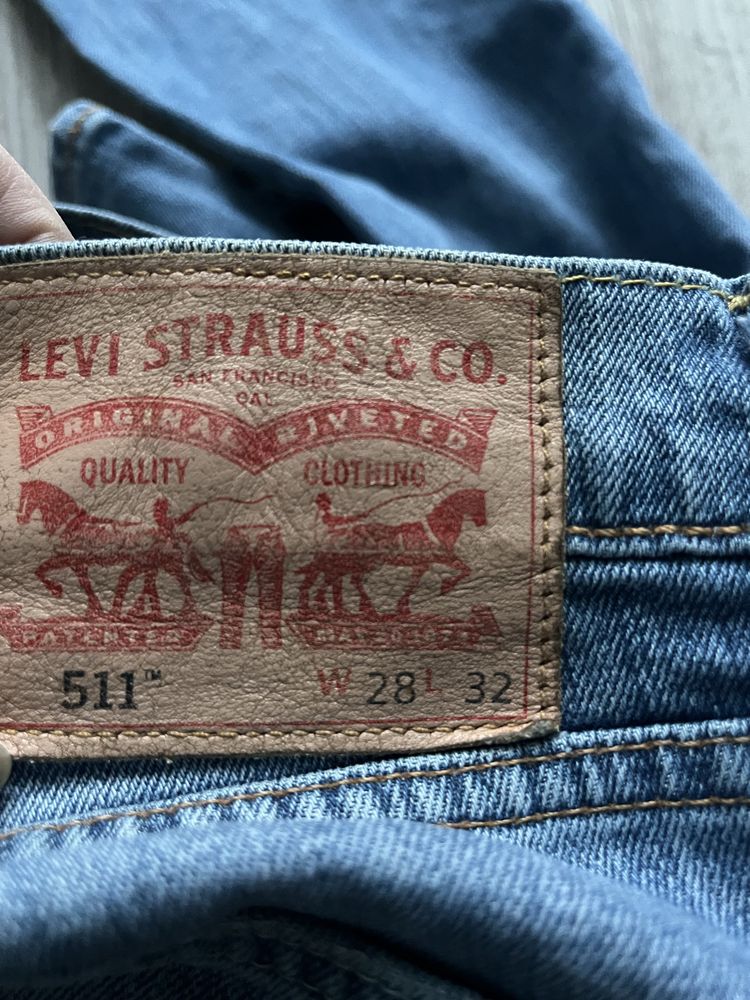 LEVI STRAUSS & CO.
SAN FRANCISCO
CAL
ORIGINAL RIVETED
QUALITY CLOTHING
511™ W 28 L 32